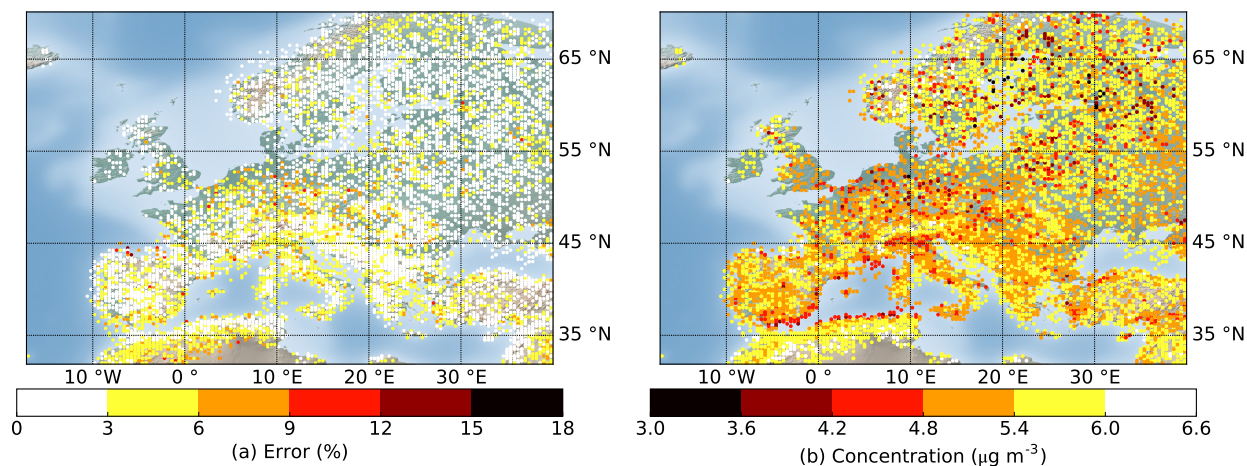 65 °N 65 °N
55 °N 55 °N
45 °N 45 °N
35 °N 35 °N
10 °W 0 ° 10 °E 20 °E 30 °E 10 °W 0 ° 10 °E 20 °E 30 °E
0 3 6 9 12 15 18 3.0 3.6 4.2 4.8 5.4 6.0 6.6
(a) Error (%) (b) Concentration (μg m⁻³)